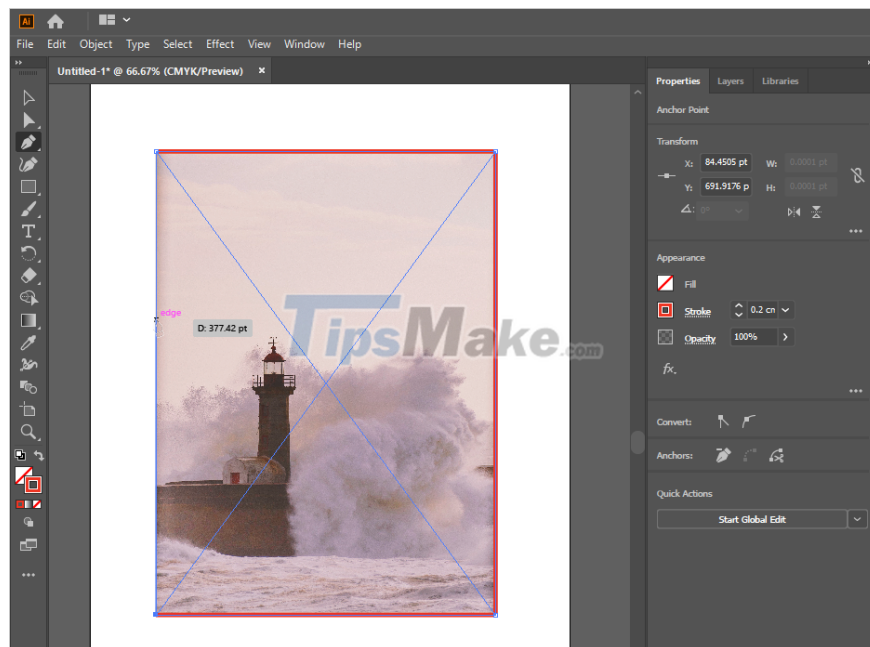 Ai
File Edit Object Type Select Effect View Window Help
Untitled-1* @ 66.67% (CMYK/Preview) ×
Properties Layers Libraries
Anchor Point
Transform
X: 84.4505 pt W: 0.0001 pt
Y: 691.9176 p H: 0.0001 pt
0°
Appearance
Fill
Stroke 0.2 cm
Opacity 100%
fx.
Convert:
Anchors:
Quick Actions
Start Global Edit
edge
D: 377.42 pt
TipsMake.com